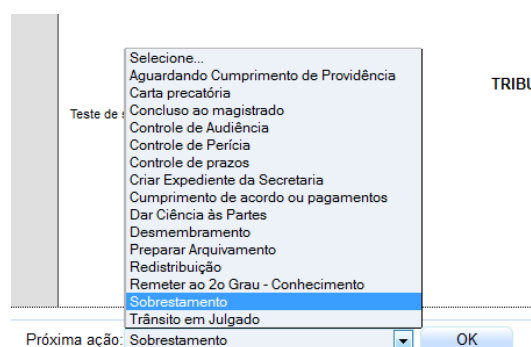 Selecione...
Aguardando Cumprimento de Providência
Carta precatória
Concluso ao magistrado
Controle de Audiência
Controle de Perícia
Controle de prazos
Criar Expediente da Secretaria
Cumprimento de acordo ou pagamentos
Dar Ciência às Partes
Desmembramento
Preparar Arquivamento
Redistribuição
Remeter ao 2o Grau - Conhecimento
Sobrestamento
Trânsito em Julgado
TRIBU
Teste de
Próxima ação: Sobrestamento OK